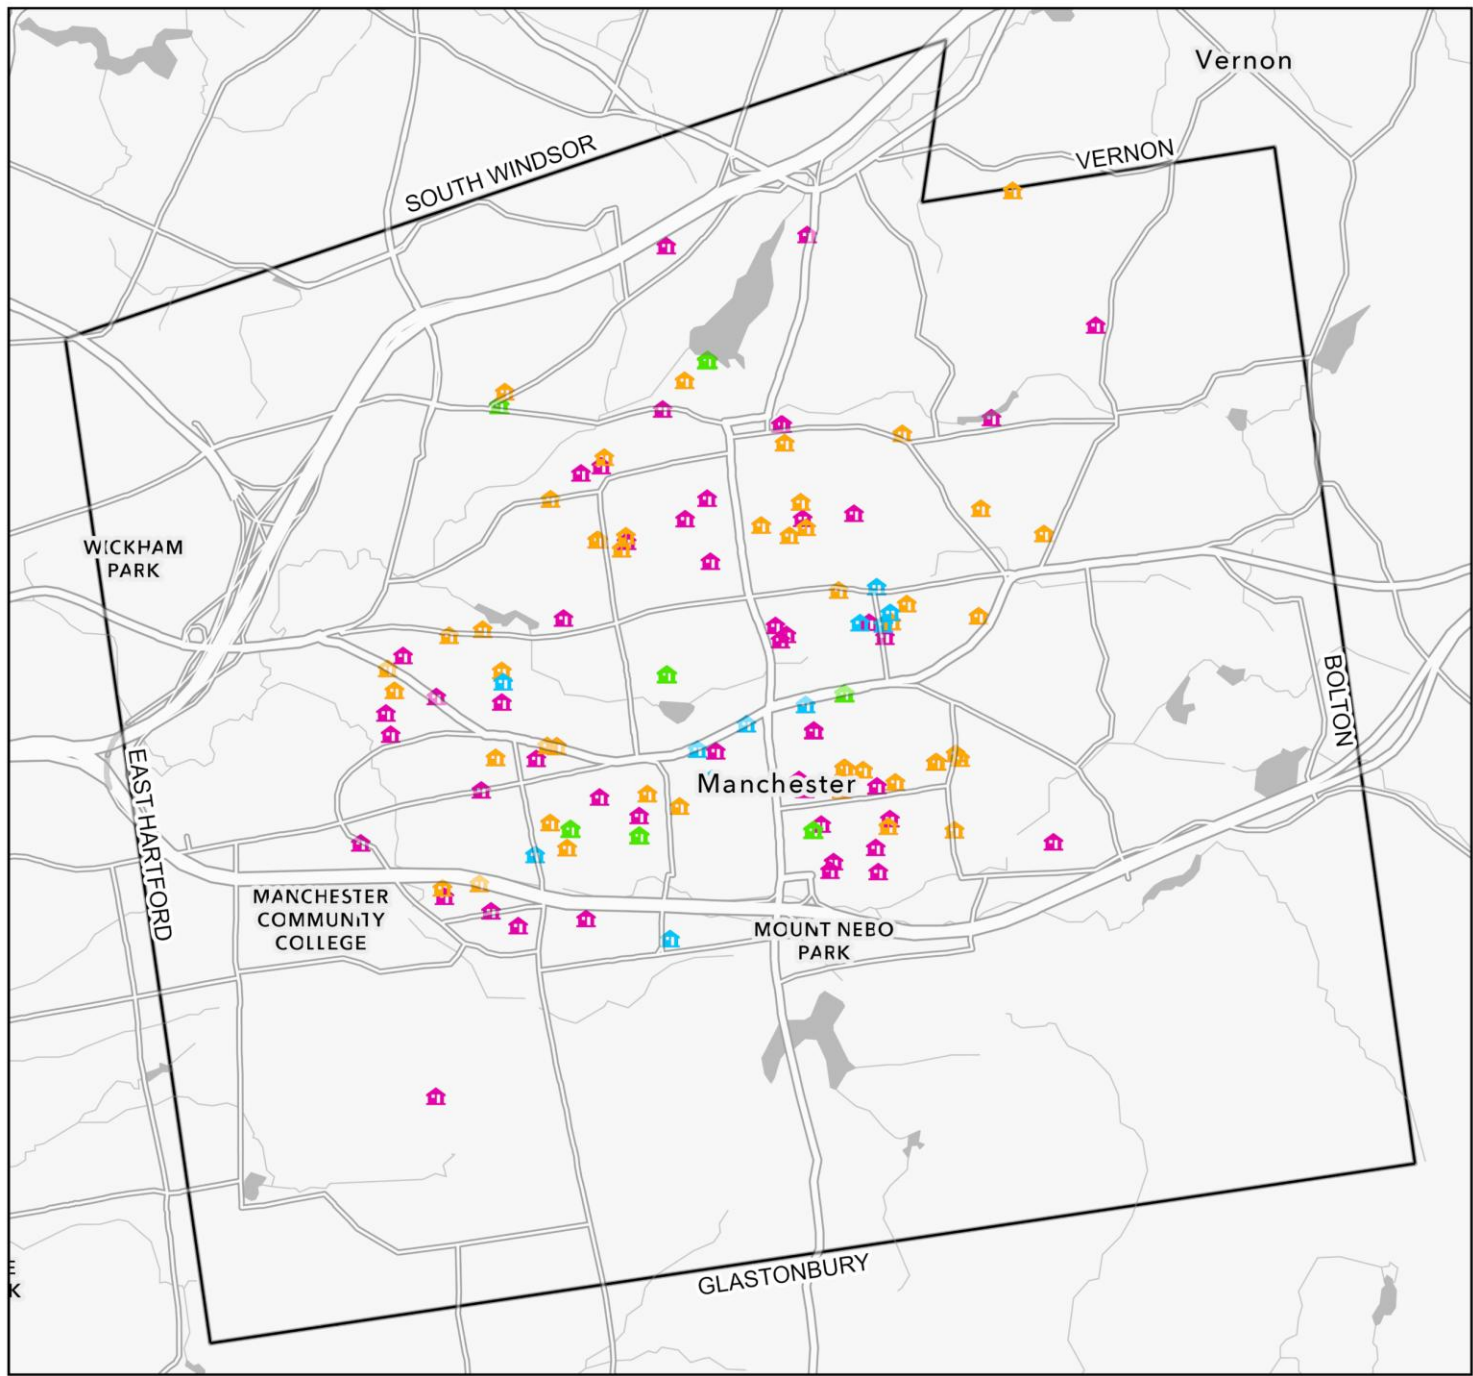 Vernon
SOUTH WINDSOR
VERNON
WICKHAM
PARK
BOLTON
EAST HARTFORD
Manchester
MANCHESTER
COMMUNITY
COLLEGE
MOUNT NEBO
PARK
E
K
GLASTONBURY